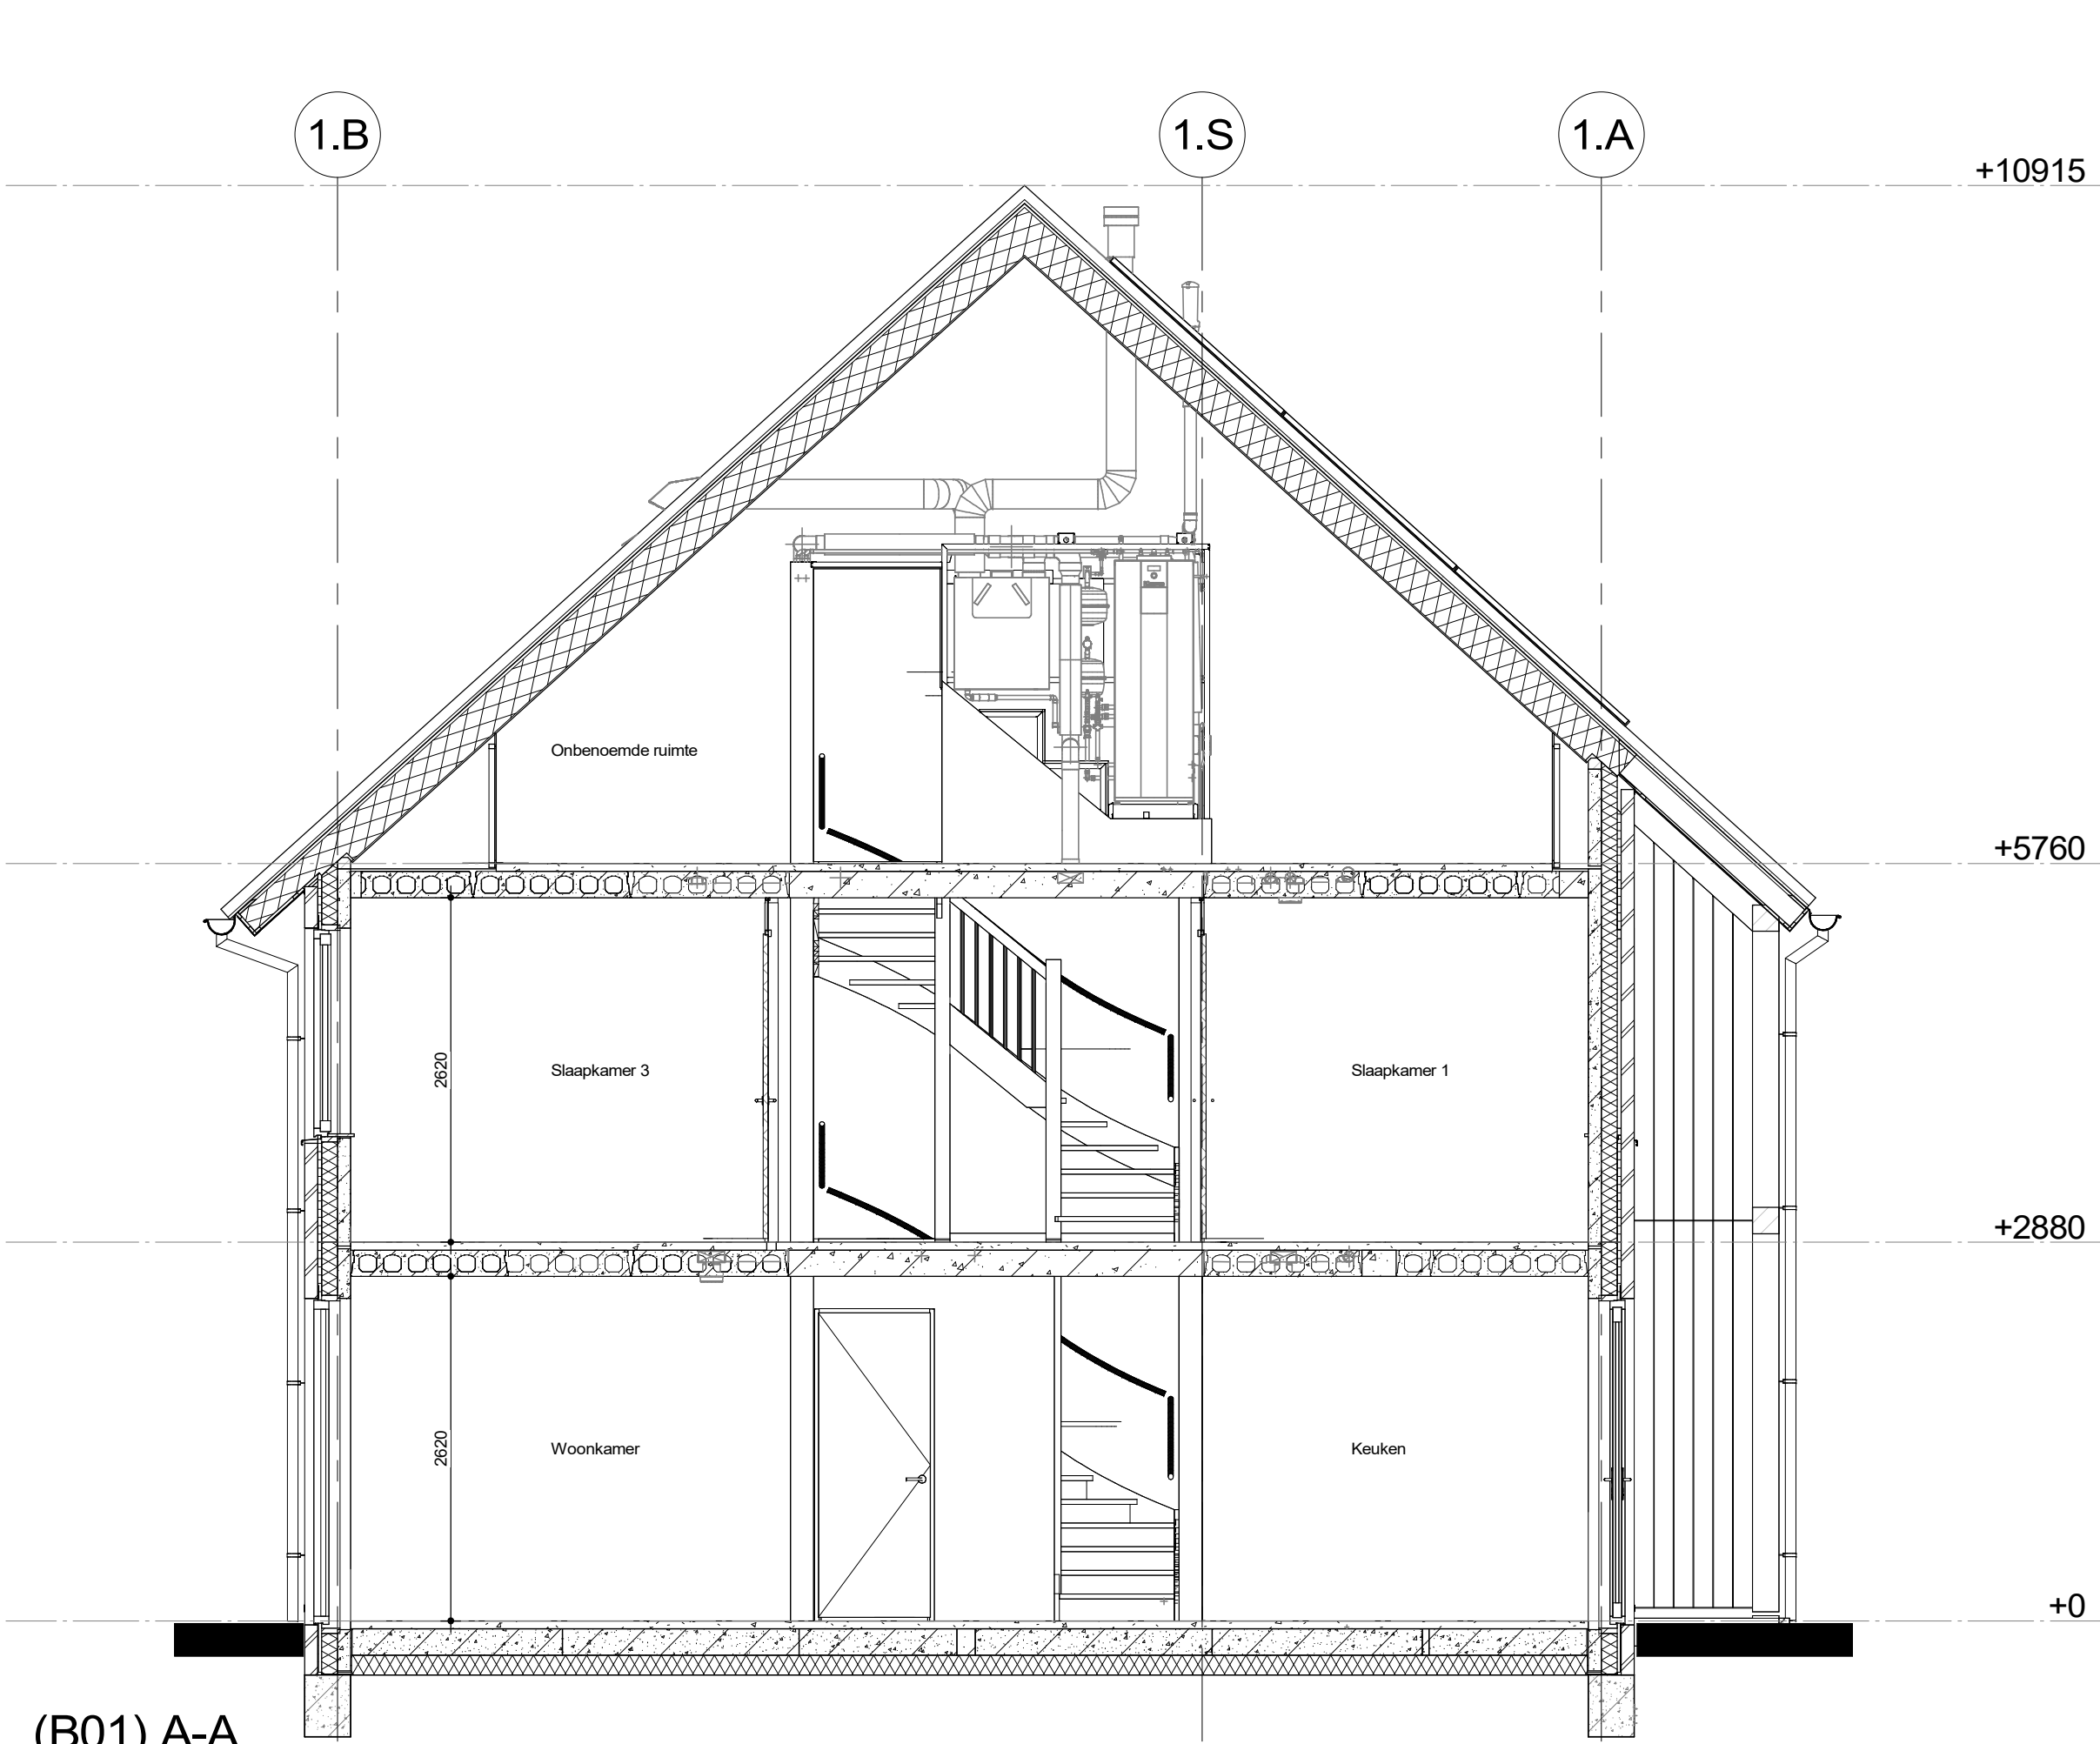 1.B
1.S
1.A
+10915
Onbenoemde ruimte
+5760
2620
Slaapkamer 3
Slaapkamer 1
+2880
2620
Woonkamer
Keuken
+0
(B01) A-A